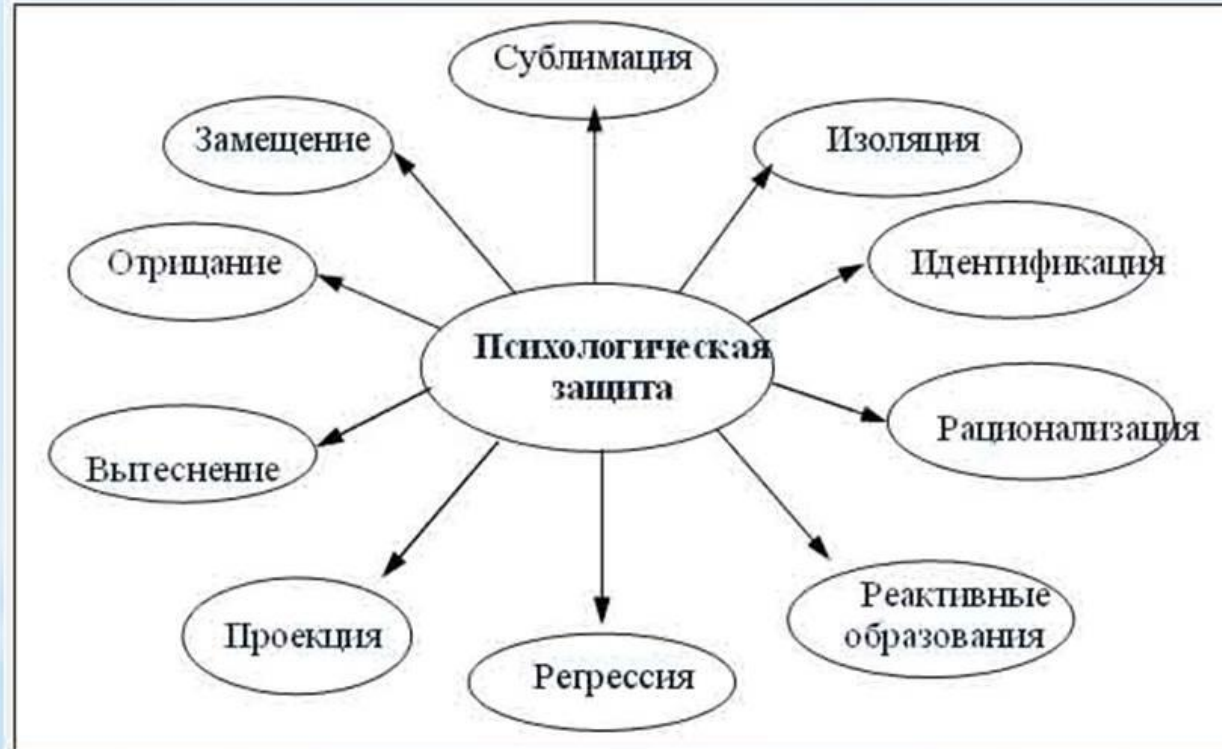 Сублимация
Замещение
Изоляция
Отрицание
Идентификация
Психологическая
защита
Рационализация
Вытеснение
Реактивные
образования
Проекция
Регрессия